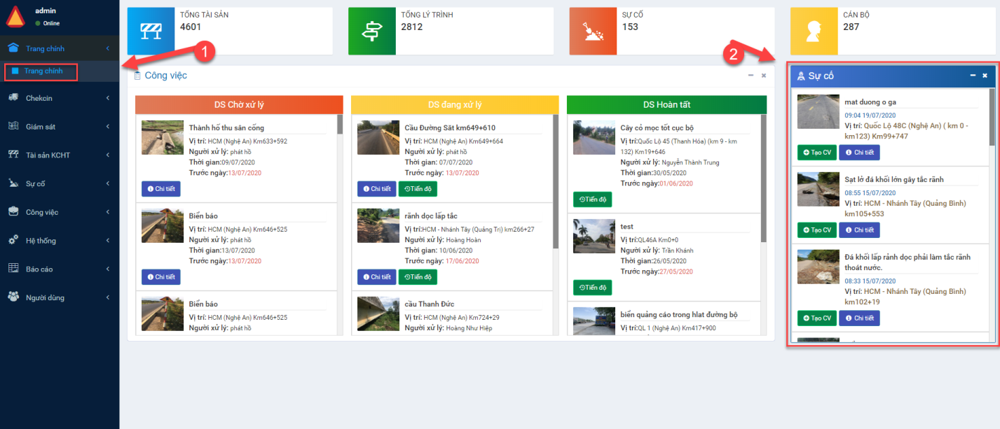 admin
Online
Trang chính
Trang chính
Chekcin
Giám sát
Tài sản KCHT
Sự cố
Công việc
Hệ thống
Báo cáo
Người dùng
TỔNG TÀI SẢN
4601
TỔNG LÝ TRÌNH
2812
SỰ CỐ
153
CÁN BỘ
287
1
2
Công việc
DS Chờ xử lý
Thành hố thu sân cống
Vị trí: HCM (Nghệ An) Km633+592
Người xử lý: phát hồ
Thời gian:09/07/2020
Trước ngày:13/07/2020
Chi tiết
Biển báo
Vị trí: HCM (Nghệ An) Km646+525
Người xử lý: phát hồ
Thời gian:13/07/2020
Trước ngày:13/07/2020
Chi tiết
Biển báo
Vị trí: HCM (Nghệ An) Km646+525
Người xử lý: phát hồ
DS đang xử lý
Cầu Đường Sắt km649+610
Vị trí: HCM (Nghệ An) Km649+664
Người xử lý: phát hồ
Thời gian: 07/07/2020
Trước ngày: 13/07/2020
Chi tiết
Tiến độ
rãnh dọc lấp tắc
Vị trí:HCM - Nhánh Tây (Quảng Trị) km266+27
Người xử lý: Hoàng Hoàn
Thời gian: 10/06/2020
Trước ngày: 17/06/2020
Chi tiết
Tiến độ
cầu Thanh Đức
Vị trí: HCM (Nghệ An) Km724+29
Người xử lý: Hoàng Như Hiệp
DS Hoàn tất
Cây cỏ mọc tốt cục bộ
Vị trí:Quốc Lộ 45 (Thanh Hóa) (km 9 - km
132) Km19+646
Người xử lý: Nguyễn Thành Trung
Thời gian:30/05/2020
Trước ngày:01/06/2020
Tiến độ
test
Vị trí:QL46A Km0+0
Người xử lý: Trần Khánh
Thời gian:26/05/2020
Trước ngày:27/05/2020
Tiến độ
biển quảng cáo trong hlat đường bộ
Vị trí:QL 1 (Nghệ An) Km417+900
Sự cố
mat duong o ga
09:04 19/07/2020
Vị trí: Quốc Lộ 48C (Nghệ An) ( km 0 -
km123) Km99+747
Tạo CV
Chi tiết
Sạt lở đá khối lớn gây tắc rãnh
08:55 15/07/2020
Vị trí: HCM - Nhánh Tây (Quảng Bình)
km105+553
Tạo CV
Chi tiết
Đá khối lấp rảnh dọc phải làm tắc rãnh
thoát nước.
08:33 15/07/2020
Vị trí: HCM - Nhánh Tây (Quảng Bình)
km102+19
Tạo CV
Chi tiết